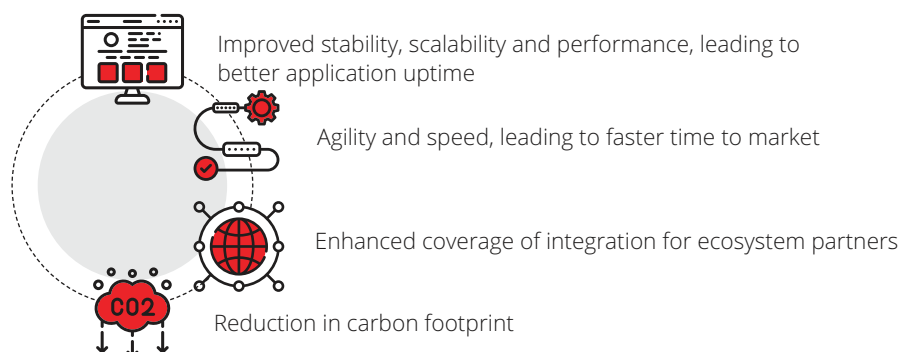 Improved stability, scalability and performance, leading to
better application uptime
Agility and speed, leading to faster time to market
Enhanced coverage of integration for ecosystem partners
CO2
Reduction in carbon footprint